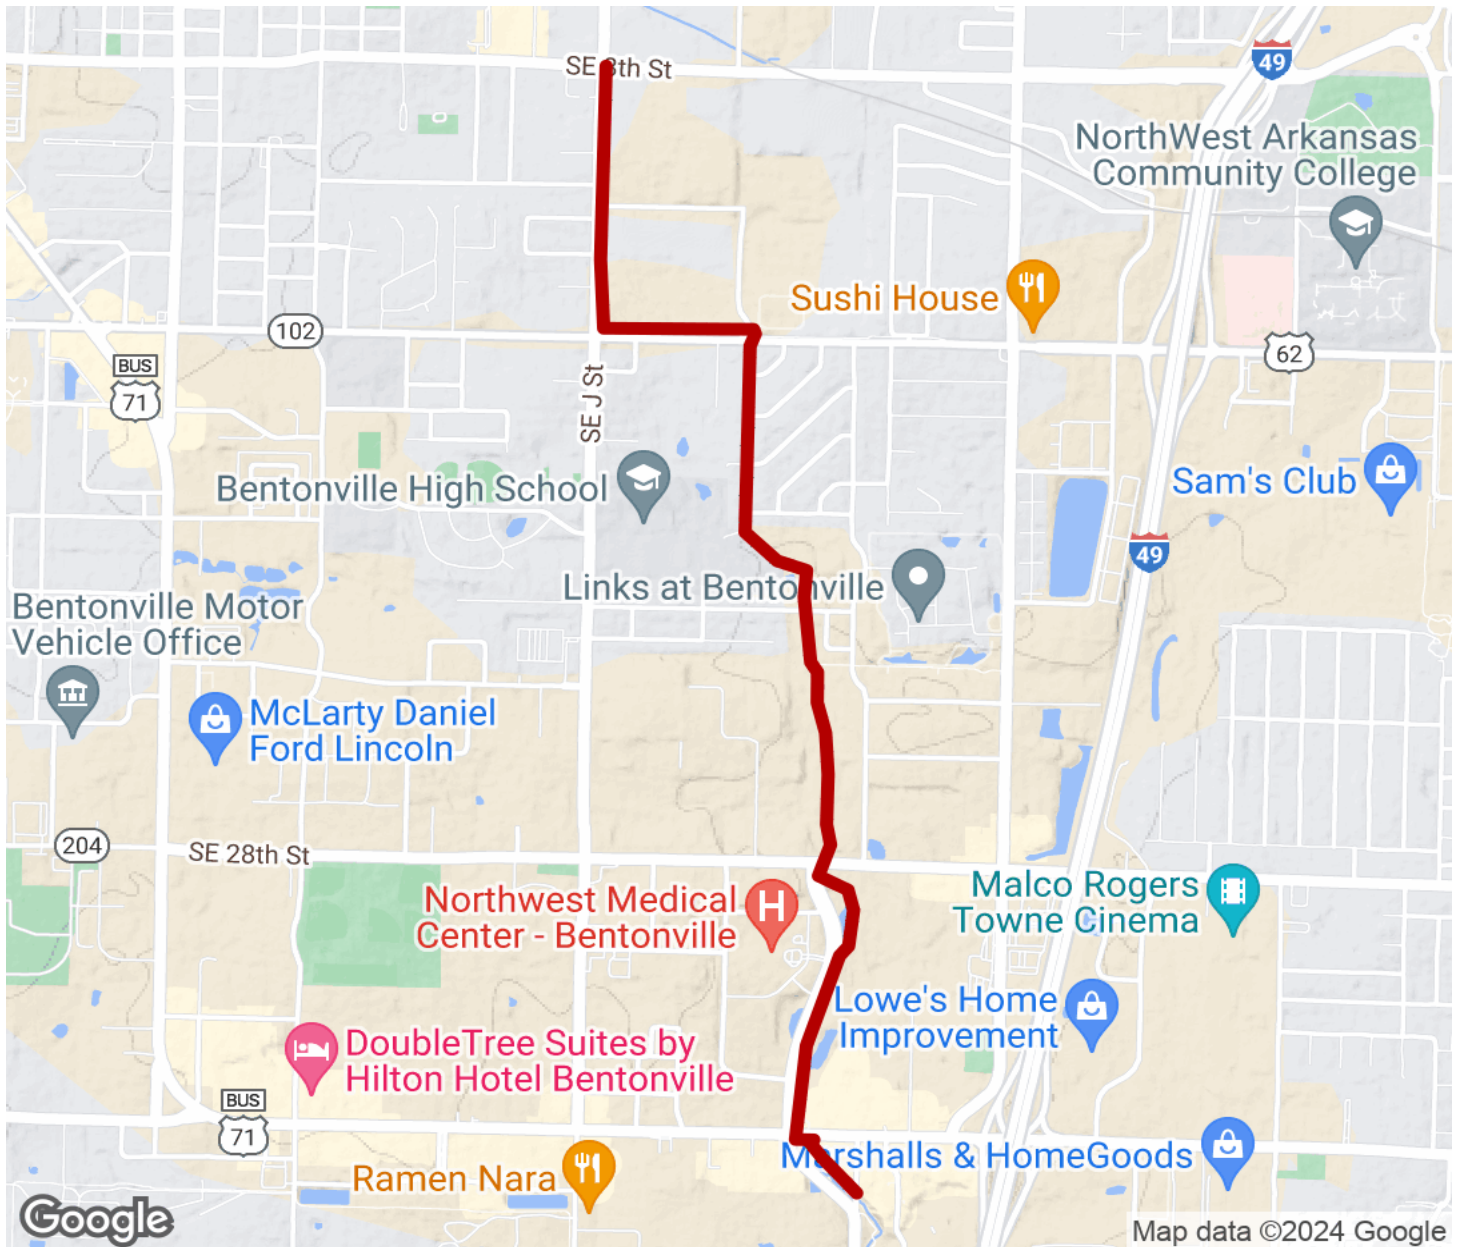 SE 8th St
49
NorthWest Arkansas
Community College
Sushi House
102
62
BUS
71
SE J St
Bentonville High School
Sam's Club
49
Links at Bentonville
Bentonville Motor
Vehicle Office
McLarty Daniel
Ford Lincoln
204
SE 28th St
Northwest Medical
Center - Bentonville
H
Malco Rogers
Towne Cinema
Lowe's Home
Improvement
DoubleTree Suites by
Hilton Hotel Bentonville
BUS
71
Marshalls & HomeGoods
Ramen Nara
Google
Map data ©2024 Google